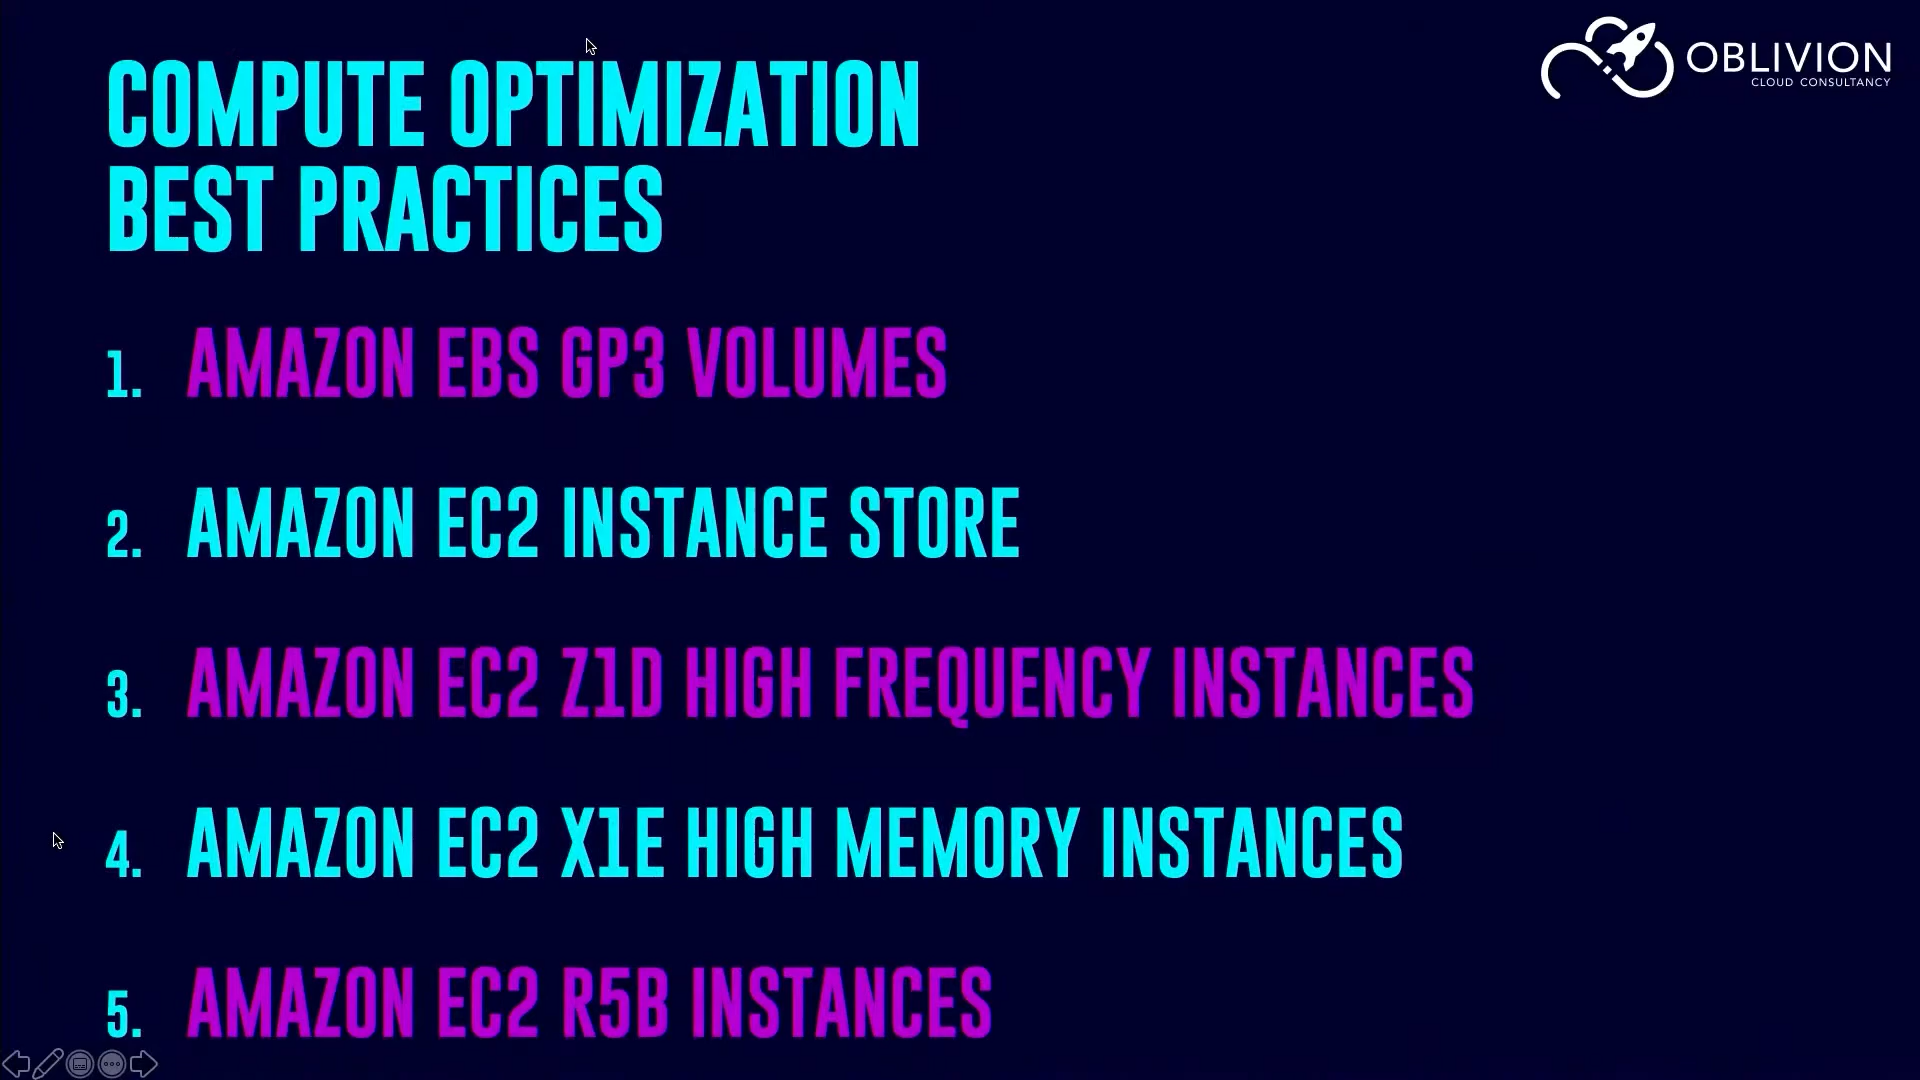 OBLIVION
CLOUD CONSULTANCY
COMPUTE OPTIMIZATION
BEST PRACTICES
1. AMAZON EBS GP3 VOLUMES
2. AMAZON EC2 INSTANCE STORE
3. AMAZON EC2 Z1D HIGH FREQUENCY INSTANCES
4. AMAZON EC2 X1E HIGH MEMORY INSTANCES
5. AMAZON EC2 R5B INSTANCES